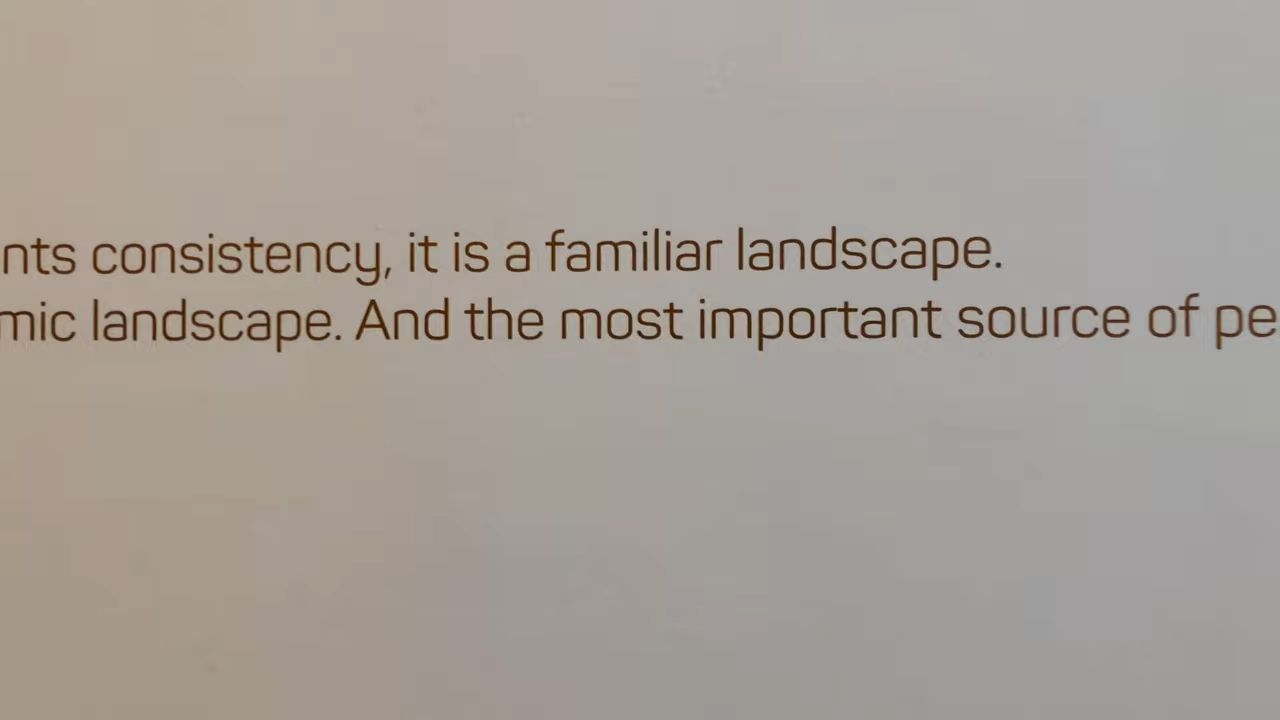 nts consistency, it is a familiar landscape.
mic landscape. And the most important source of pe